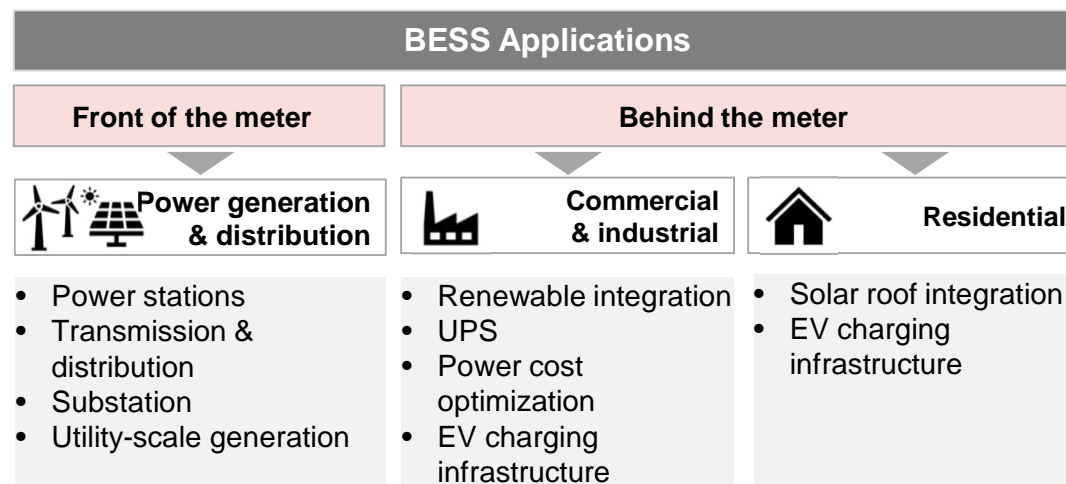 BESS Applications
Front of the meter
Behind the meter
Power generation
& distribution
Commercial
& industrial
Residential
• Power stations
• Transmission &
distribution
• Substation
• Utility-scale generation
• Renewable integration
• UPS
• Power cost
optimization
• EV charging
infrastructure
• Solar roof integration
• EV charging
infrastructure